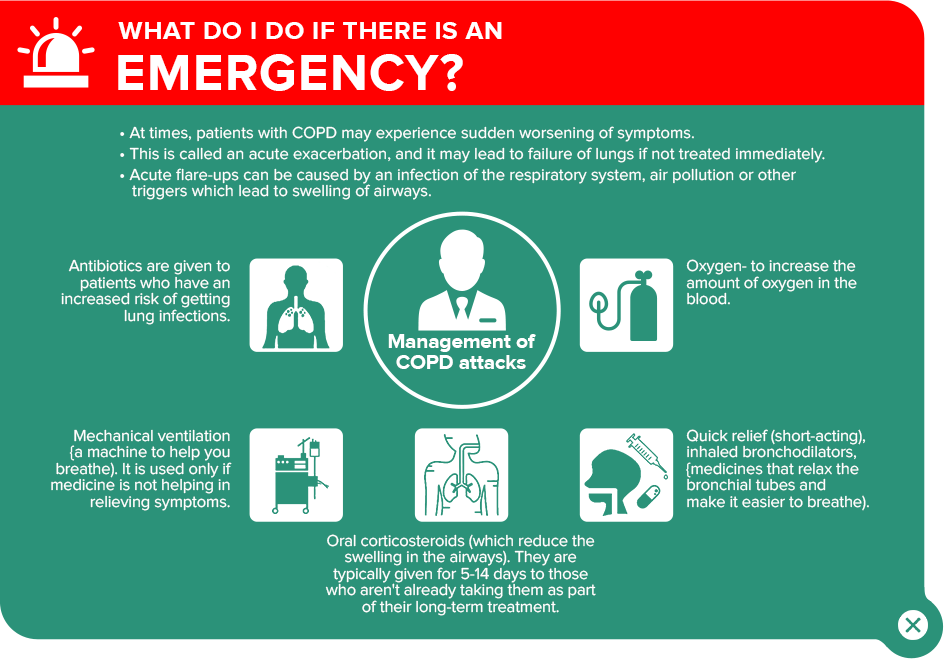 WHAT DO I DO IF THERE IS AN
EMERGENCY?
• At times, patients with COPD may experience sudden worsening of symptoms.
• This is called an acute exacerbation, and it may lead to failure of lungs if not treated immediately.
• Acute flare-ups can be caused by an infection of the respiratory system, air pollution or other
triggers which lead to swelling of airways.
Antibiotics are given to
patients who have an
increased risk of getting
lung infections.
Management of
COPD attacks
Oxygen- to increase the
amount of oxygen in the
blood.
Mechanical ventilation
{a machine to help you
breathe). It is used only if
medicine is not helping in
relieving symptoms.
Oral corticosteroids (which reduce the
swelling in the airways). They are
typically given for 5-14 days to those
who aren't already taking them as part
of their long-term treatment.
Quick relief (short-acting),
inhaled bronchodilators,
{medicines that relax the
bronchial tubes and
make it easier to breathe).